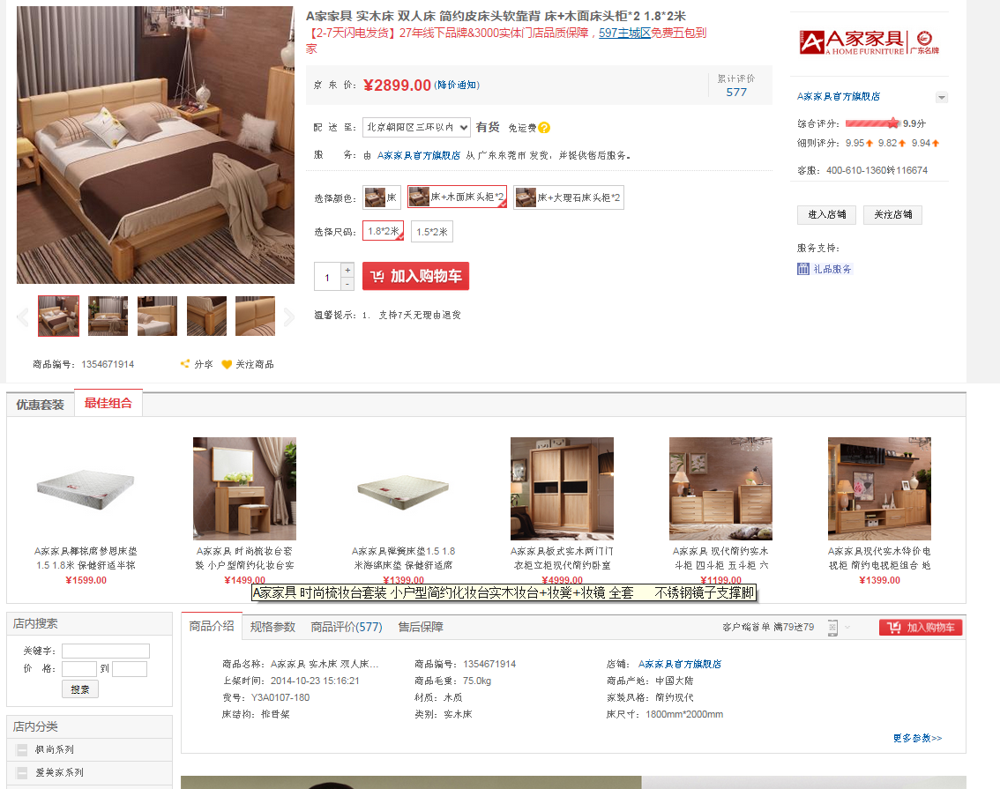 A家家具 实木床 双人床 简约皮床头软靠背 床+木面床头柜*2 1.8*2米
【2-7天闪电发货】27年线下品牌&3000实体门店品质保障，597主城区免费五包到
家
京 东 价： ¥2899.00 (降价通知)
累计评价
577
配 送 至： 北京朝阳区三环以内 有货 免运费 ?
服 务： 由 A家家具官方旗舰店 从 广东东莞市 发货，并提供售后服务。
选择颜色： 床 床+木面床头柜*2 床+大理石床头柜*2
选择尺码： 1.8*2米 1.5*2米
1 + - 加入购物车
温馨提示：1. 支持7天无理由退货
商品编号：1354671914 分享 关注商品
A家家具
A HOME FURNITURE 广东名牌
A家家具官方旗舰店
综合评分： 9.9分
细则评分：9.95 9.82 9.94
客服：400-610-1360转116674
进入店铺 关注店铺
服务支持：
礼品服务
优惠套装 最佳组合
A家家具椰棕席梦思床垫
1.5 1.8米 保健舒适半棕
¥1599.00
A家家具 时尚梳妆台套
装 小户型简约化妆台实
¥1499.00
A家家具弹簧床垫1.5 1.8
米海绵床垫 保健舒适席
¥1399.00
A家家具板式实木两门门
衣柜立柜现代简约卧室
¥4999.00
A家家具 现代简约实木
斗柜 四斗柜 五斗柜 六
¥1199.00
A家家具现代实木特价电
视柜 简约电视柜组合 地
¥1399.00
A家家具 时尚梳妆台套装 小户型简约化妆台实木妆台+妆凳+妆镜 全套 不锈钢镜子支撑脚
店内搜索
关键字：
价 格： 到
搜索
店内分类
枫尚系列
爱美家系列
商品介绍 规格参数 商品评价(577) 售后保障 客户端首单 满79送79 加入购物车
商品名称：A家家具 实木床 双人床... 商品编号：1354671914 店铺： A家家具官方旗舰店
上架时间：2014-10-23 15:16:21 商品毛重：75.0kg 商品产地：中国大陆
货号：Y3A0107-180 材质：木质 家装风格：简约现代
床结构：排骨架 类别：实木床 床尺寸：1800mm*2000mm
更多参数>>